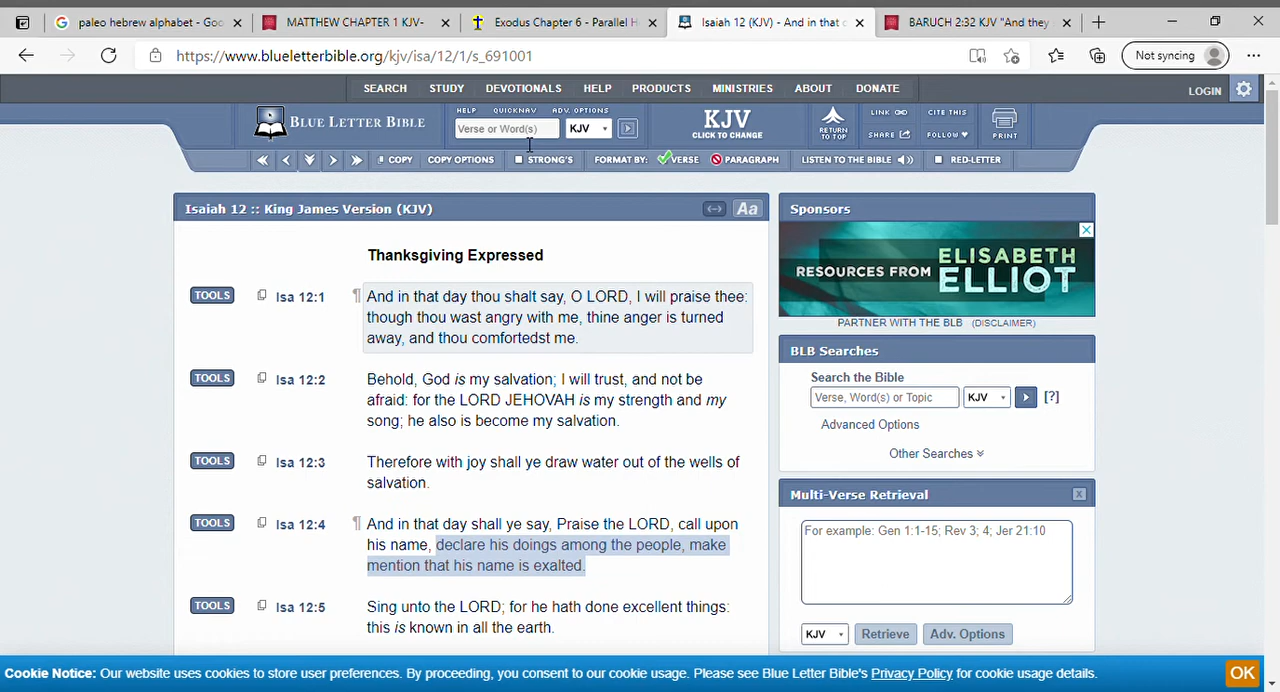 paleo hebrew alphabet - Goo
MATTHEW CHAPTER 1 KJV-
Exodus Chapter 6 - Parallel H
Isaiah 12 (KJV) - And in that d
BARUCH 2:32 KJV "And they
https://www.blueletterbible.org/kjv/isa/12/1/s_691001
Not syncing
SEARCH STUDY DEVOTIONALS HELP PRODUCTS MINISTRIES ABOUT DONATE
LOGIN
BLUE LETTER BIBLE
HELP QUICKNAV ADV. OPTIONS
Verse or Word(s) KJV
KJV
CLICK TO CHANGE
RETURN
TO TOP
LINK CITE THIS
SHARE FOLLOW
PRINT
COPY COPY OPTIONS STRONG'S FORMAT BY: VERSE PARAGRAPH LISTEN TO THE BIBLE RED-LETTER
Isaiah 12 :: King James Version (KJV)
Aa
Thanksgiving Expressed
TOOLS Isa 12:1 ¶ And in that day thou shalt say, O LORD, I will praise thee:
though thou wast angry with me, thine anger is turned
away, and thou comfortedst me.
TOOLS Isa 12:2 Behold, God is my salvation; I will trust, and not be
afraid: for the LORD JEHOVAH is my strength and my
song; he also is become my salvation.
TOOLS Isa 12:3 Therefore with joy shall ye draw water out of the wells of
salvation.
TOOLS Isa 12:4 ¶ And in that day shall ye say, Praise the LORD, call upon
his name, declare his doings among the people, make
mention that his name is exalted.
TOOLS Isa 12:5 Sing unto the LORD; for he hath done excellent things:
this is known in all the earth.
Sponsors
RESOURCES FROM ELISABETH
ELLIOT
PARTNER WITH THE BLB (DISCLAIMER)
BLB Searches
Search the Bible
Verse, Word(s) or Topic KJV [?]
Advanced Options
Other Searches
Multi-Verse Retrieval X
For example: Gen 1:1-15; Rev 3; 4; Jer 21:10
KJV Retrieve Adv. Options
Cookie Notice: Our website uses cookies to store user preferences. By proceeding, you consent to our cookie usage. Please see Blue Letter Bible's Privacy Policy for cookie usage details.
OK